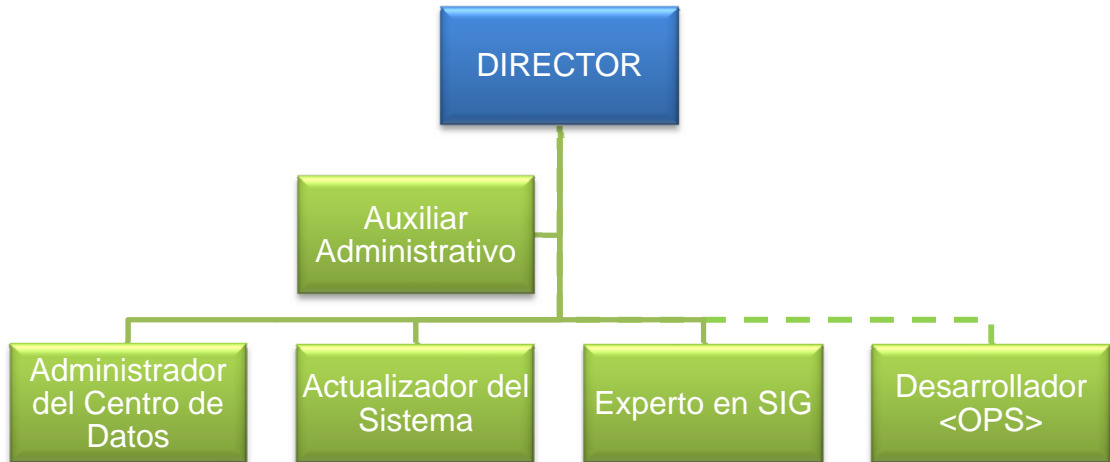 DIRECTOR
Auxiliar
Administrativo
Administrador
del Centro de
Datos
Actualizador del
Sistema
Experto en SIG
Desarrollador
<OPS>